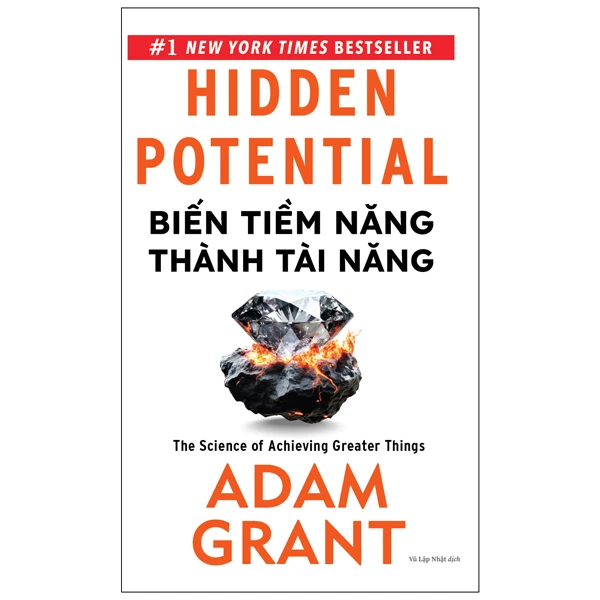 #1 NEW YORK TIMES BESTSELLER
HIDDEN
POTENTIAL
BIẾN TIỀM NĂNG
THÀNH TÀI NĂNG
The Science of Achieving Greater Things
ADAM
GRANT
Vũ Lập Nhật dịch